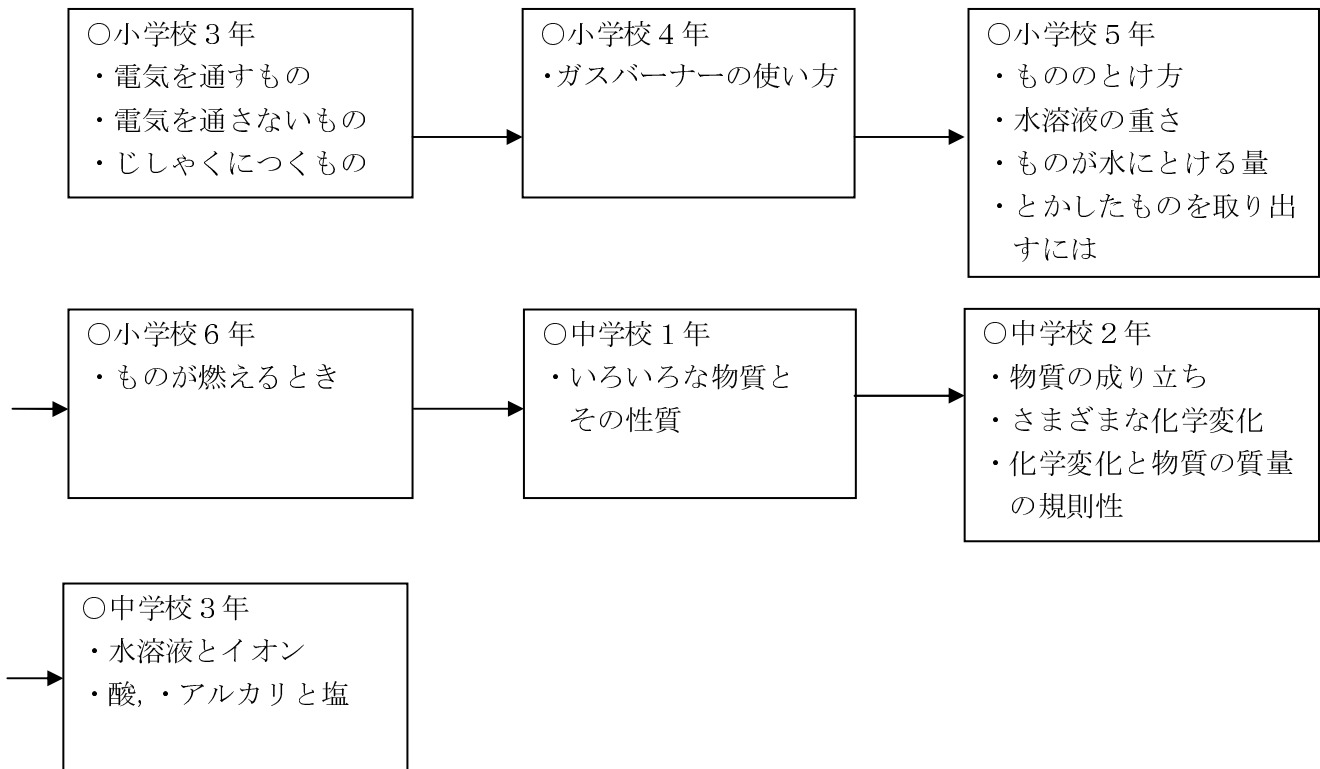 ○小学校３年
・電気を通すもの
・電気を通さないもの
・じしゃくにつくもの
○小学校４年
・ガスバーナーの使い方
○小学校５年
・もののとけ方
・水溶液の重さ
・ものが水にとける量
・とかしたものを取り出
すには
○小学校６年
・ものが燃えるとき
○中学校１年
・いろいろな物質と
その性質
○中学校２年
・物質の成り立ち
・さまざまな化学変化
・化学変化と物質の質量
の規則性
○中学校３年
・水溶液とイオン
・酸,・アルカリと塩